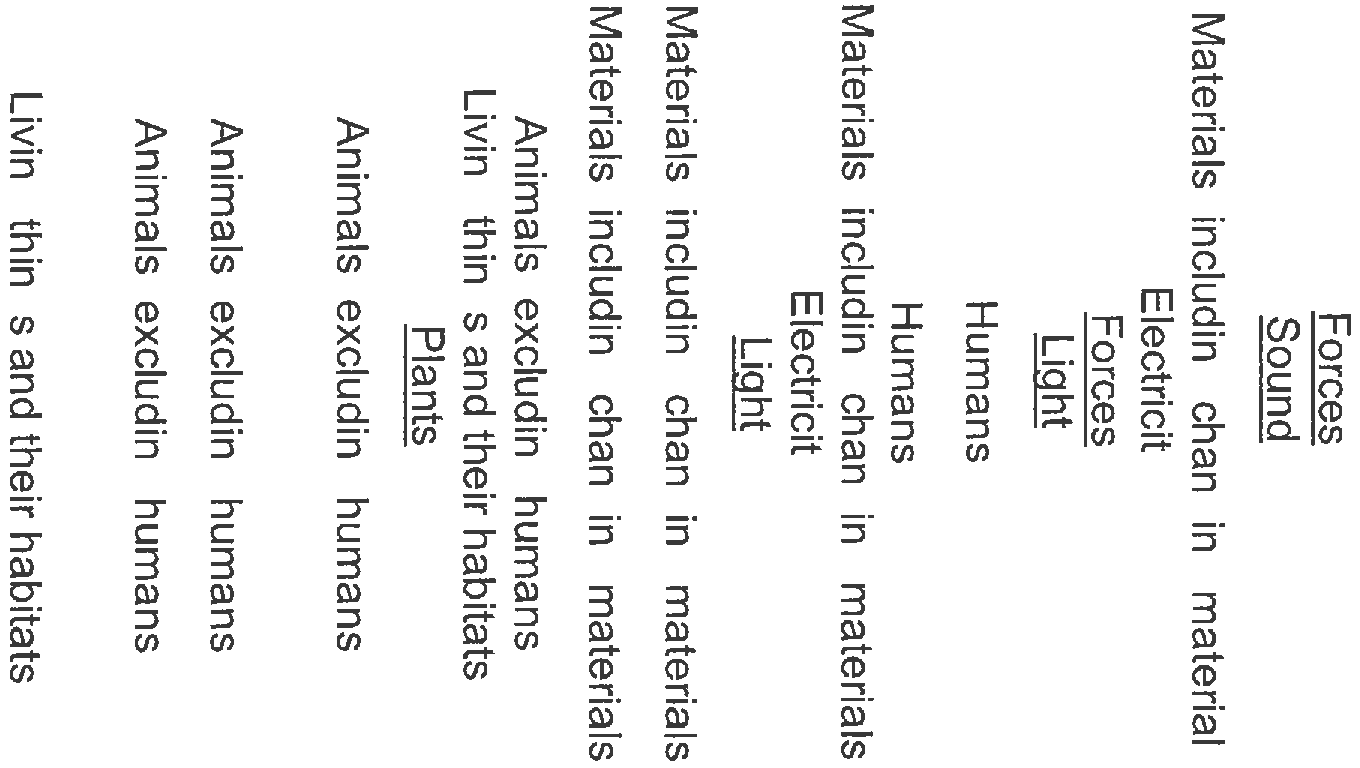 Forces
Sound
Materials includin chan in material
Electricit
Forces
Light
Humans
Humans
Materials includin chan in materials
Electricit
Light
Materials includin chan in materials
Materials includin chan in materials
Animals excludin humans
Livin thin s and their habitats
Plants
Animals excludin humans
Animals excludin humans
Animals excludin humans
Livin thin s and their habitats